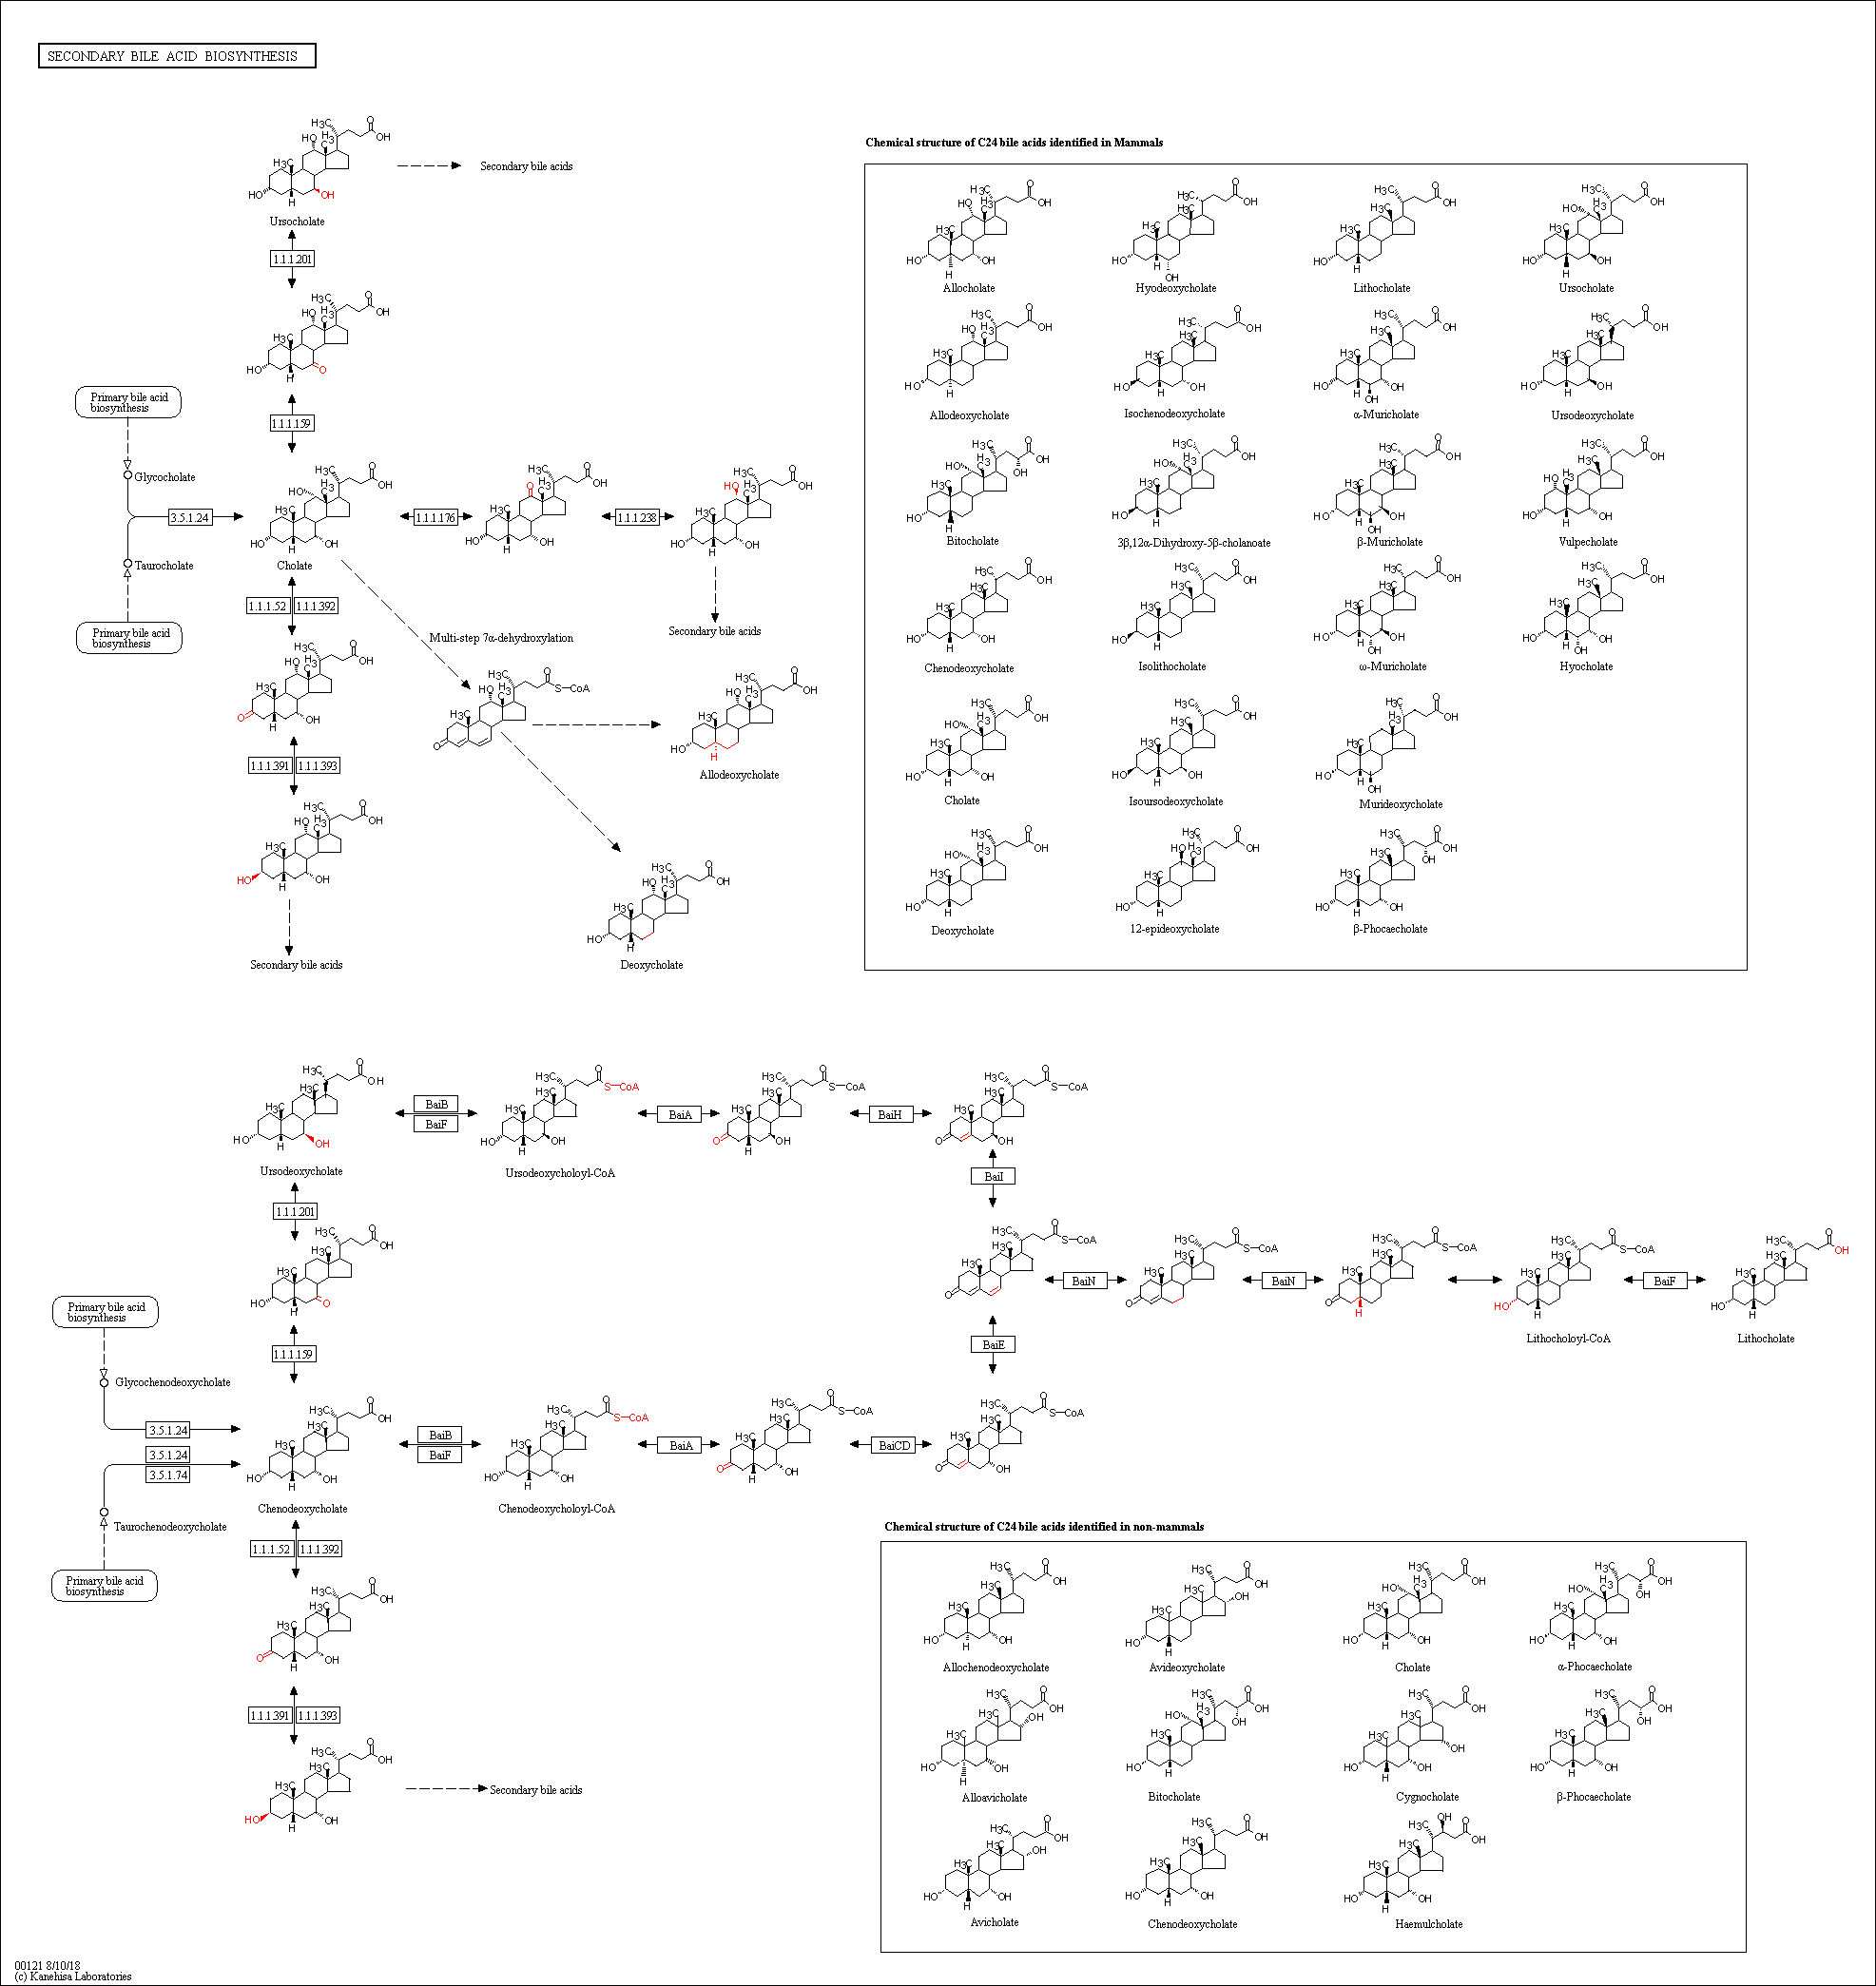 SECONDARY BILE ACID BIOSYNTHESIS
Ursocholate
Secondary bile acids
1.1.1.201
1.1.1.159
Primary bile acid
biosynthesis
Glycocholate
3.5.1.24
Taurocholate
Primary bile acid
biosynthesis
Cholate
1.1.1.176
1.1.1.238
Secondary bile acids
1.1.1.52
1.1.1.392
Multi-step 7α-dehydroxylation
Allodeoxycholate
1.1.1.391
1.1.1.393
Secondary bile acids
Deoxycholate
Chemical structure of C24 bile acids identified in Mammals
Allocholate
Hyodeoxycholate
Lithocholate
Ursocholate
Allodeoxycholate
Isochenodeoxycholate
α-Muricholate
Ursodeoxycholate
Bitocholate
3β,12α-Dihydroxy-5β-cholanoate
β-Muricholate
Vulpecholate
Chenodeoxycholate
Isolithocholate
ω-Muricholate
Hyocholate
Cholate
Isoursodeoxycholate
Murideoxycholate
Deoxycholate
12-epideoxycholate
β-Phocaecholate
Ursodeoxycholate
BaiB
BaiF
Ursodeoxycholoyl-CoA
BaiA
BaiH
BaiI
1.1.1.201
BaiN
BaiN
Lithocholoyl-CoA
BaiF
Lithocholate
BaiE
1.1.1.159
Primary bile acid
biosynthesis
Glycochenodeoxycholate
3.5.1.24
3.5.1.24
3.5.1.74
Taurochenodeoxycholate
Primary bile acid
biosynthesis
Chenodeoxycholate
BaiB
BaiF
Chenodeoxycholoyl-CoA
BaiA
BaiCD
1.1.1.52
1.1.1.392
1.1.1.391
1.1.1.393
Secondary bile acids
Chemical structure of C24 bile acids identified in non-mammals
Allochenodeoxycholate
Avideoxycholate
Cholate
α-Phocaecholate
Alloavicholate
Bitocholate
Cygnocholate
β-Phocaecholate
Avicholate
Chenodeoxycholate
Haemulcholate
00121 8/10/18
(c) Kanehisa Laboratories